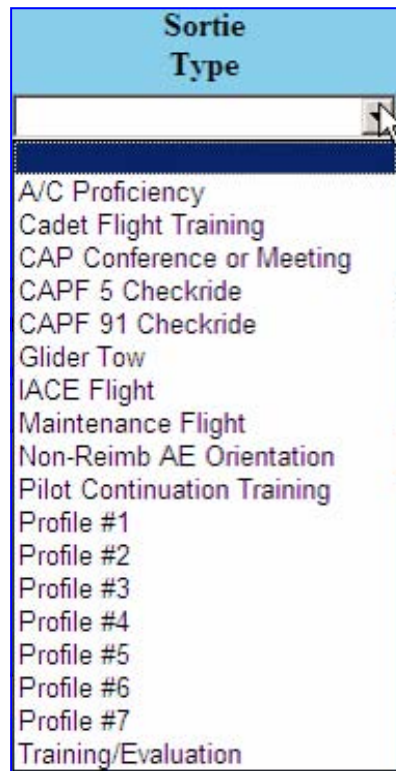 Sortie
Type
A/C Proficiency
Cadet Flight Training
CAP Conference or Meeting
CAPF 5 Checkride
CAPF 91 Checkride
Glider Tow
IACE Flight
Maintenance Flight
Non-Reimb AE Orientation
Pilot Continuation Training
Profile #1
Profile #2
Profile #3
Profile #4
Profile #5
Profile #6
Profile #7
Training/Evaluation